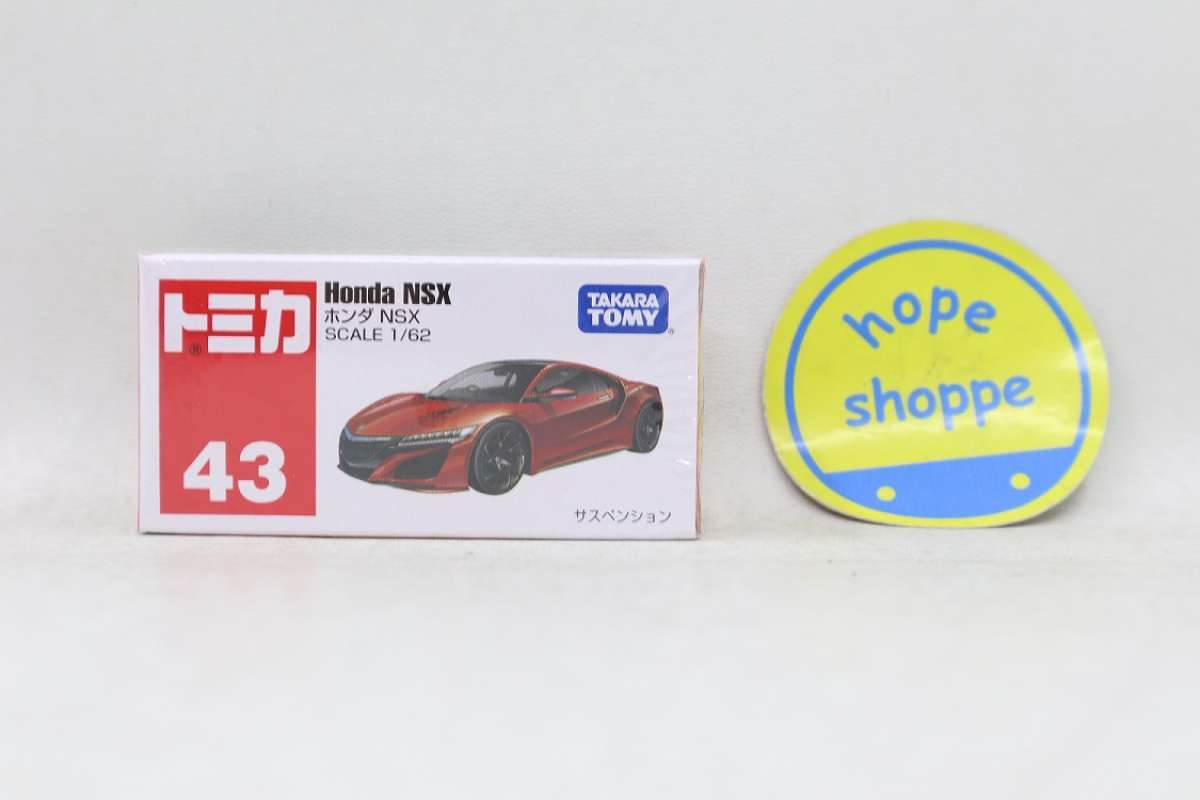 トミカ
®
43
Honda NSX
ホンダ NSX
SCALE 1/62
TAKARA
TOMY
®
サスペンション
hope
shoppe